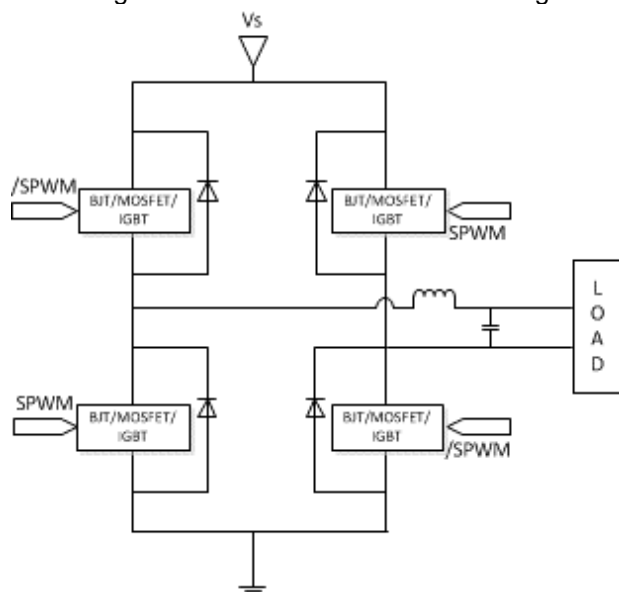 Vs
/SPWM
BJT/MOSFET/
IGBT
BJT/MOSFET/
IGBT
SPWM
L
O
A
D
SPWM
BJT/MOSFET/
IGBT
BJT/MOSFET/
IGBT
/SPWM